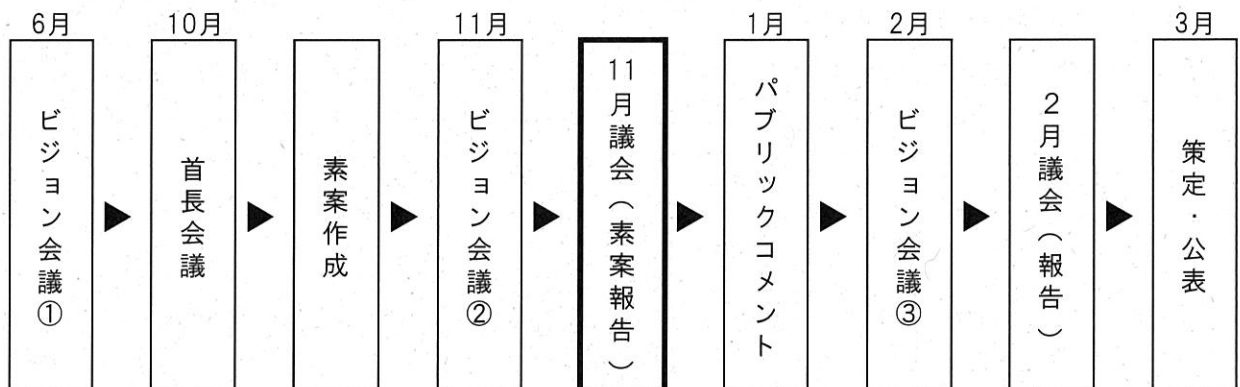 6月
ビジョン会議①
10月
首長会議
素案作成
11月
ビジョン会議②
11月議会(素案報告)
1月
パブリックコメント
2月
ビジョン会議③
2月議会(報告)
3月
策定・公表